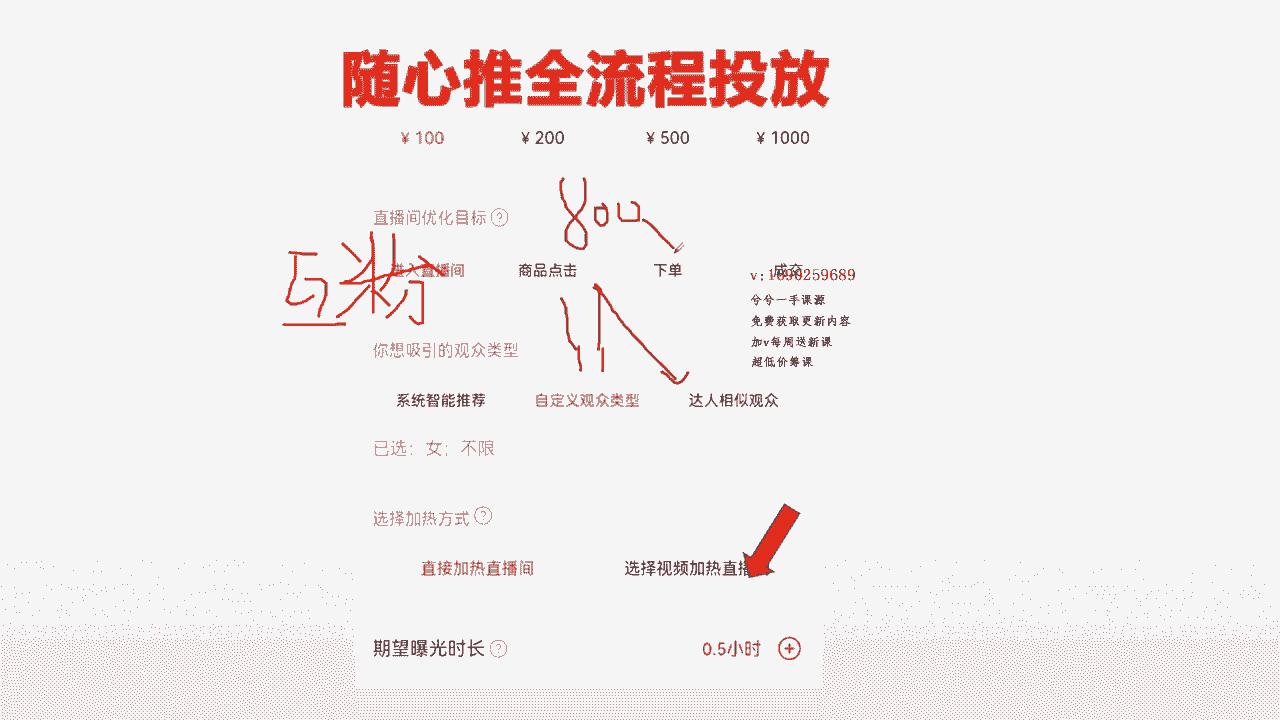 随心推全流程投放
¥ 100 ¥ 200 ¥ 500 ¥ 1000
800
直播间优化目标 ?
进入直播间 商品点击 下单 成交
互粉
v:1690259689
兮兮一手课源
免费获取更新内容
加v每周送新课
超低价筹课
你想吸引的观众类型
系统智能推荐 自定义观众类型 达人相似观众
已选：女；不限
选择加热方式 ?
直接加热直播间 选择视频加热直播
期望曝光时长 ? 0.5小时 +